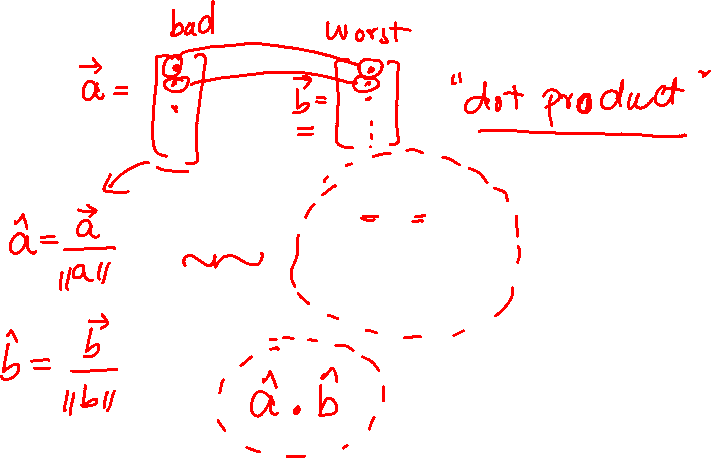 bad worst
→a = →b = "dot product"
=
= =
â = →a / ||a||
b̂ = →b / ||b||
â . b̂